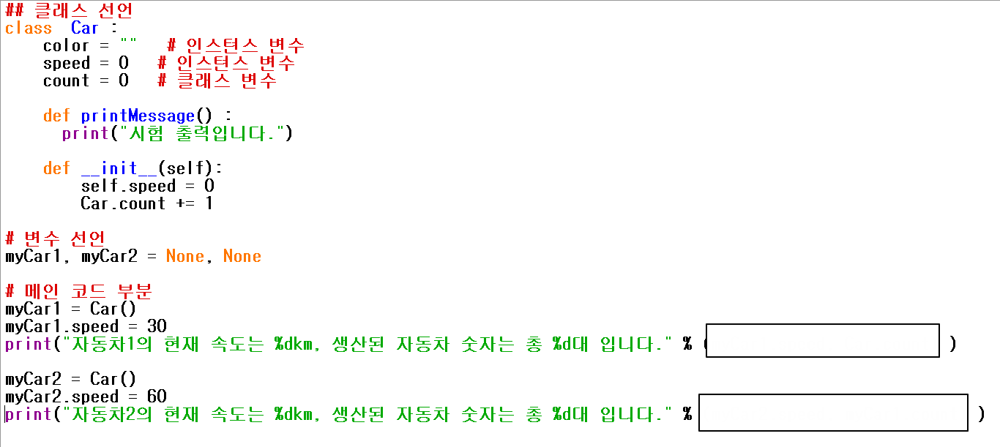 ## 클래스 선언
class  Car :
    color = ""   # 인스턴스 변수
    speed = 0   # 인스턴스 변수
    count = 0   # 클래스 변수

    def printMessage() :
      print("시험 출력입니다.")

    def __init__(self):
        self.speed = 0
        Car.count += 1

# 변수 선언
myCar1, myCar2 = None, None

# 메인 코드 부분
myCar1 = Car()
myCar1.speed = 30
print("자동차1의 현재 속도는 %dkm, 생산된 자동차 숫자는 총 %d대 입니다." % ( )

myCar2 = Car()
myCar2.speed = 60
print("자동차2의 현재 속도는 %dkm, 생산된 자동차 숫자는 총 %d대 입니다." % )